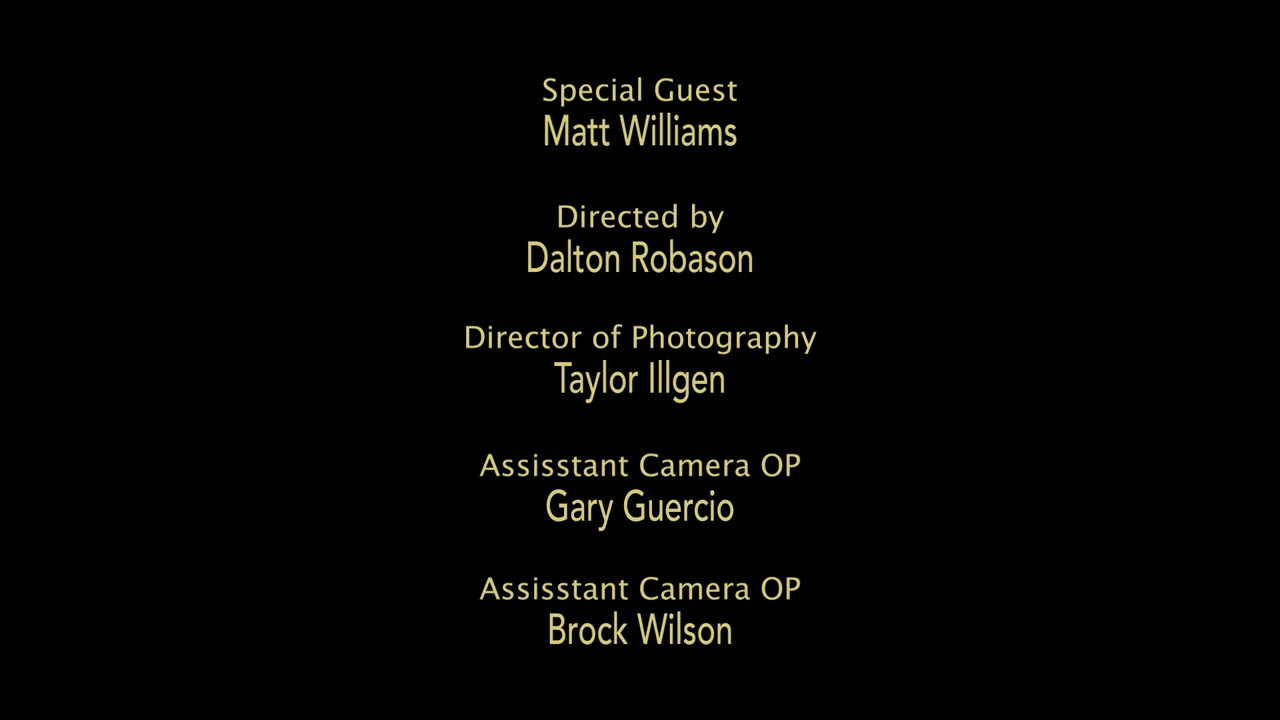 Special Guest
Matt Williams
Directed by
Dalton Robason
Director of Photography
Taylor Illgen
Assisstant Camera OP
Gary Guercio
Assisstant Camera OP
Brock Wilson